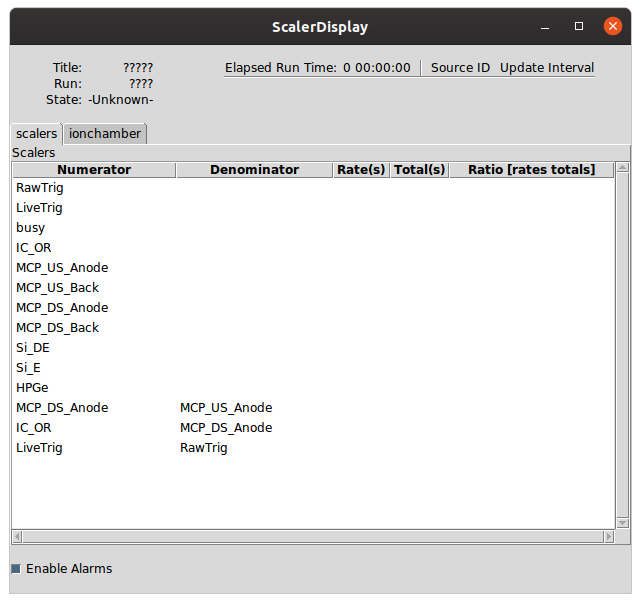 ScalerDisplay
Title: ?????
Elapsed Run Time: 0 00:00:00 Source ID Update Interval
Run: ????
State: -Unknown-
scalers ionchamber
Scalers
Numerator Denominator Rate(s) Total(s) Ratio [rates totals]
RawTrig
LiveTrig
busy
IC_OR
MCP_US_Anode
MCP_US_Back
MCP_DS_Anode
MCP_DS_Back
Si_DE
Si_E
HPGe
MCP_DS_Anode MCP_US_Anode
IC_OR MCP_DS_Anode
LiveTrig RawTrig
Enable Alarms